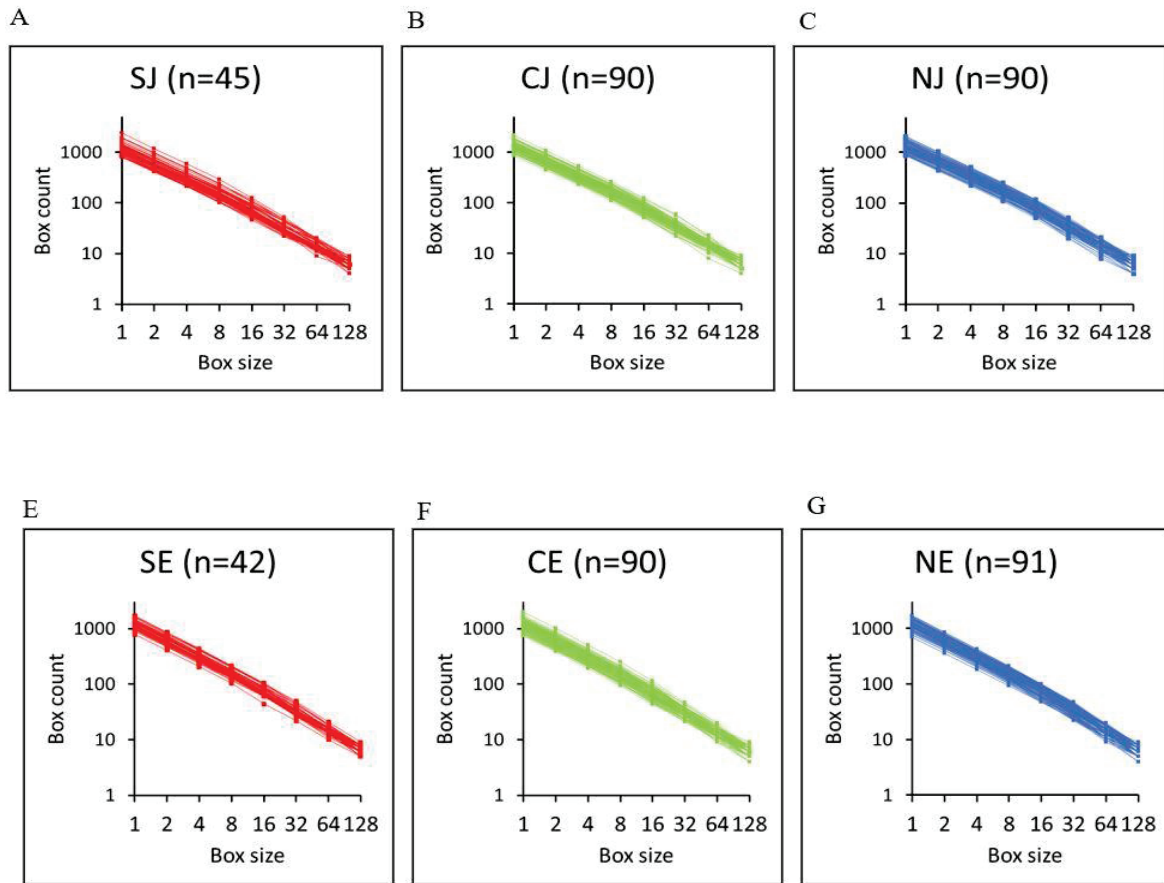 A
B
C
SJ (n=45)
1000
100
10
1
1 2 4 8 16 32 64 128
Box count
Box size
CJ (n=90)
1000
100
10
1
1 2 4 8 16 32 64 128
Box count
Box size
NJ (n=90)
1000
100
10
1
1 2 4 8 16 32 64 128
Box count
Box size
E
F
G
SE (n=42)
1000
100
10
1
1 2 4 8 16 32 64 128
Box count
Box size
CE (n=90)
1000
100
10
1
1 2 4 8 16 32 64 128
Box count
Box size
NE (n=91)
1000
100
10
1
1 2 4 8 16 32 64 128
Box count
Box size